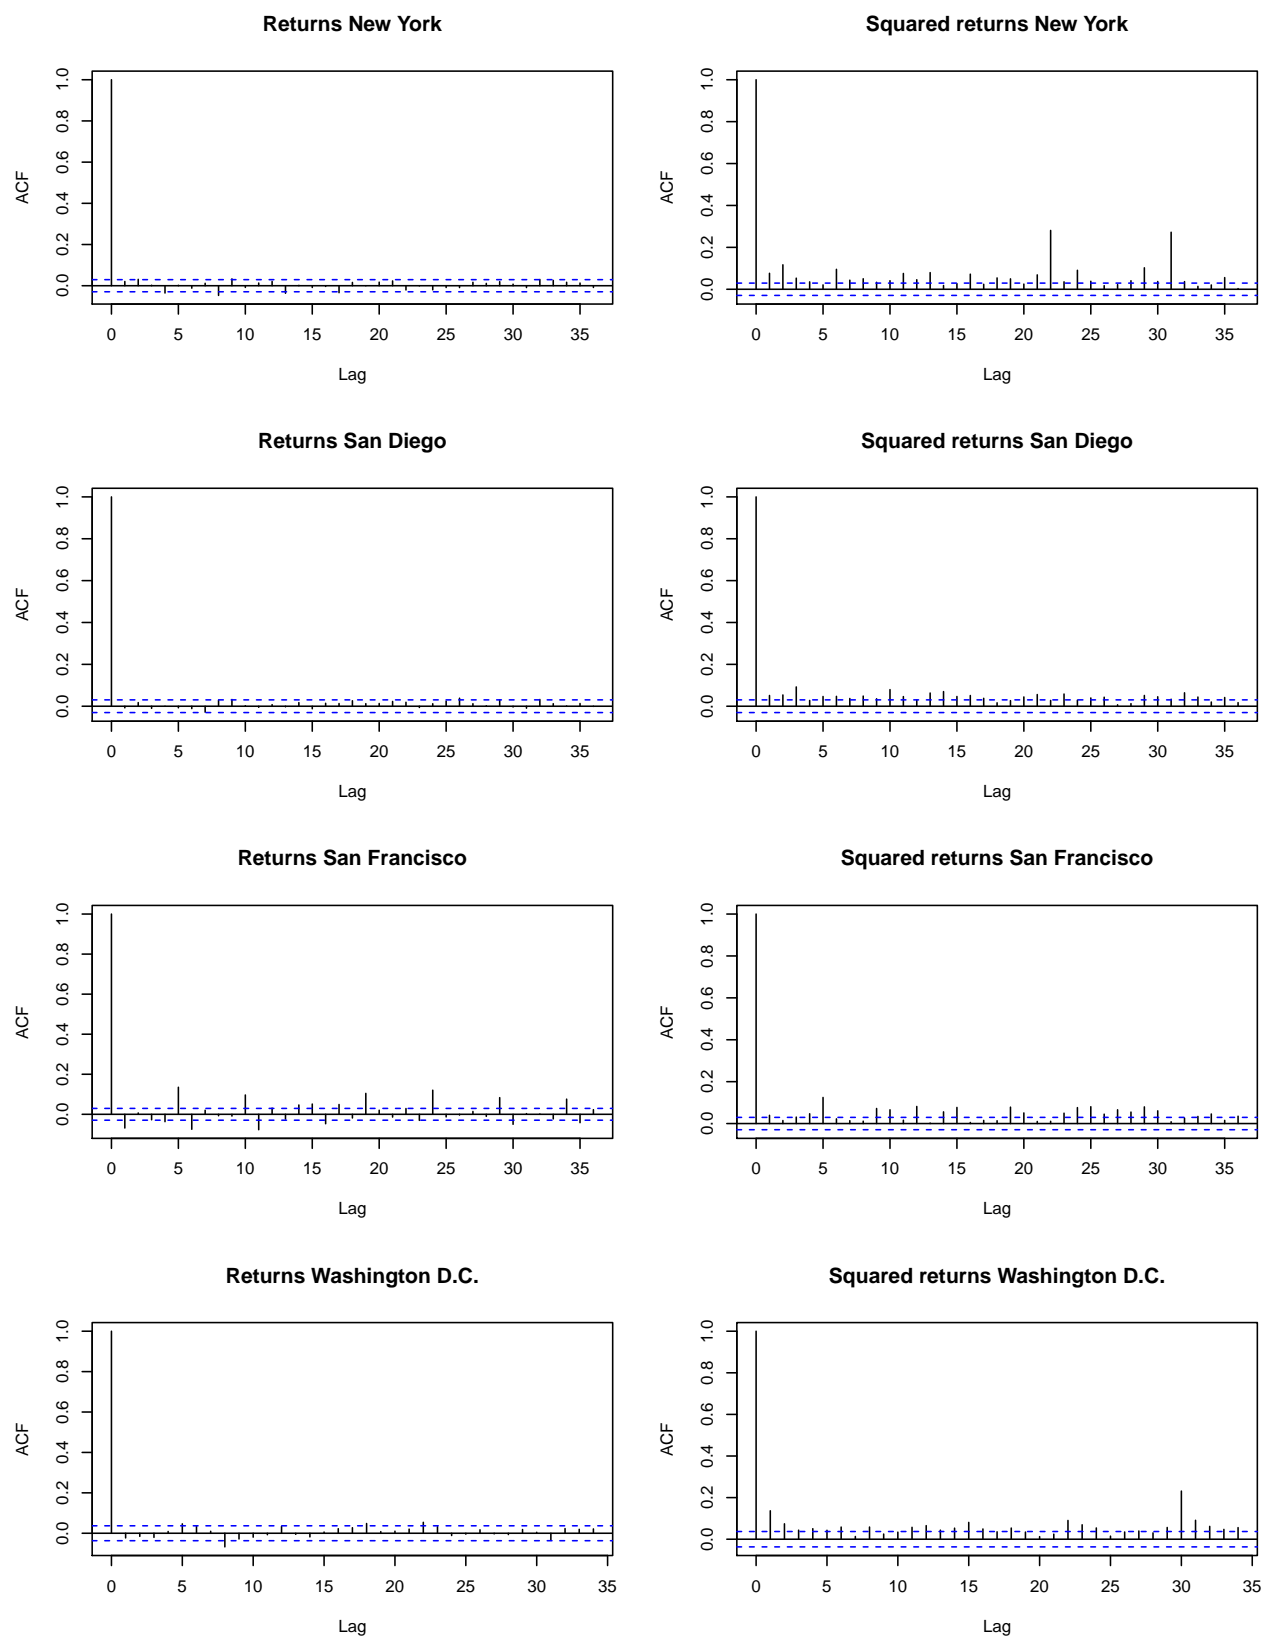 Returns New York
ACF
0.0 0.2 0.4 0.6 0.8 1.0
0 5 10 15 20 25 30 35
Lag
Squared returns New York
ACF
0.0 0.2 0.4 0.6 0.8 1.0
0 5 10 15 20 25 30 35
Lag
Returns San Diego
ACF
0.0 0.2 0.4 0.6 0.8 1.0
0 5 10 15 20 25 30 35
Lag
Squared returns San Diego
ACF
0.0 0.2 0.4 0.6 0.8 1.0
0 5 10 15 20 25 30 35
Lag
Returns San Francisco
ACF
0.0 0.2 0.4 0.6 0.8 1.0
0 5 10 15 20 25 30 35
Lag
Squared returns San Francisco
ACF
0.0 0.2 0.4 0.6 0.8 1.0
0 5 10 15 20 25 30 35
Lag
Returns Washington D.C.
ACF
0.0 0.2 0.4 0.6 0.8 1.0
0 5 10 15 20 25 30 35
Lag
Squared returns Washington D.C.
ACF
0.0 0.2 0.4 0.6 0.8 1.0
0 5 10 15 20 25 30 35
Lag